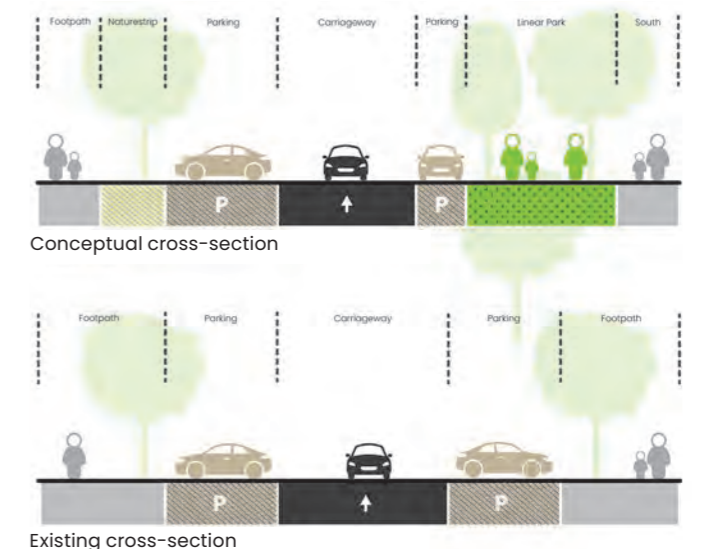 Footpath Naturestrip Parking Carriageway Parking Linear Park South
P P
Conceptual cross-section
Footpath Parking Carriageway Parking Footpath
P P
Existing cross-section